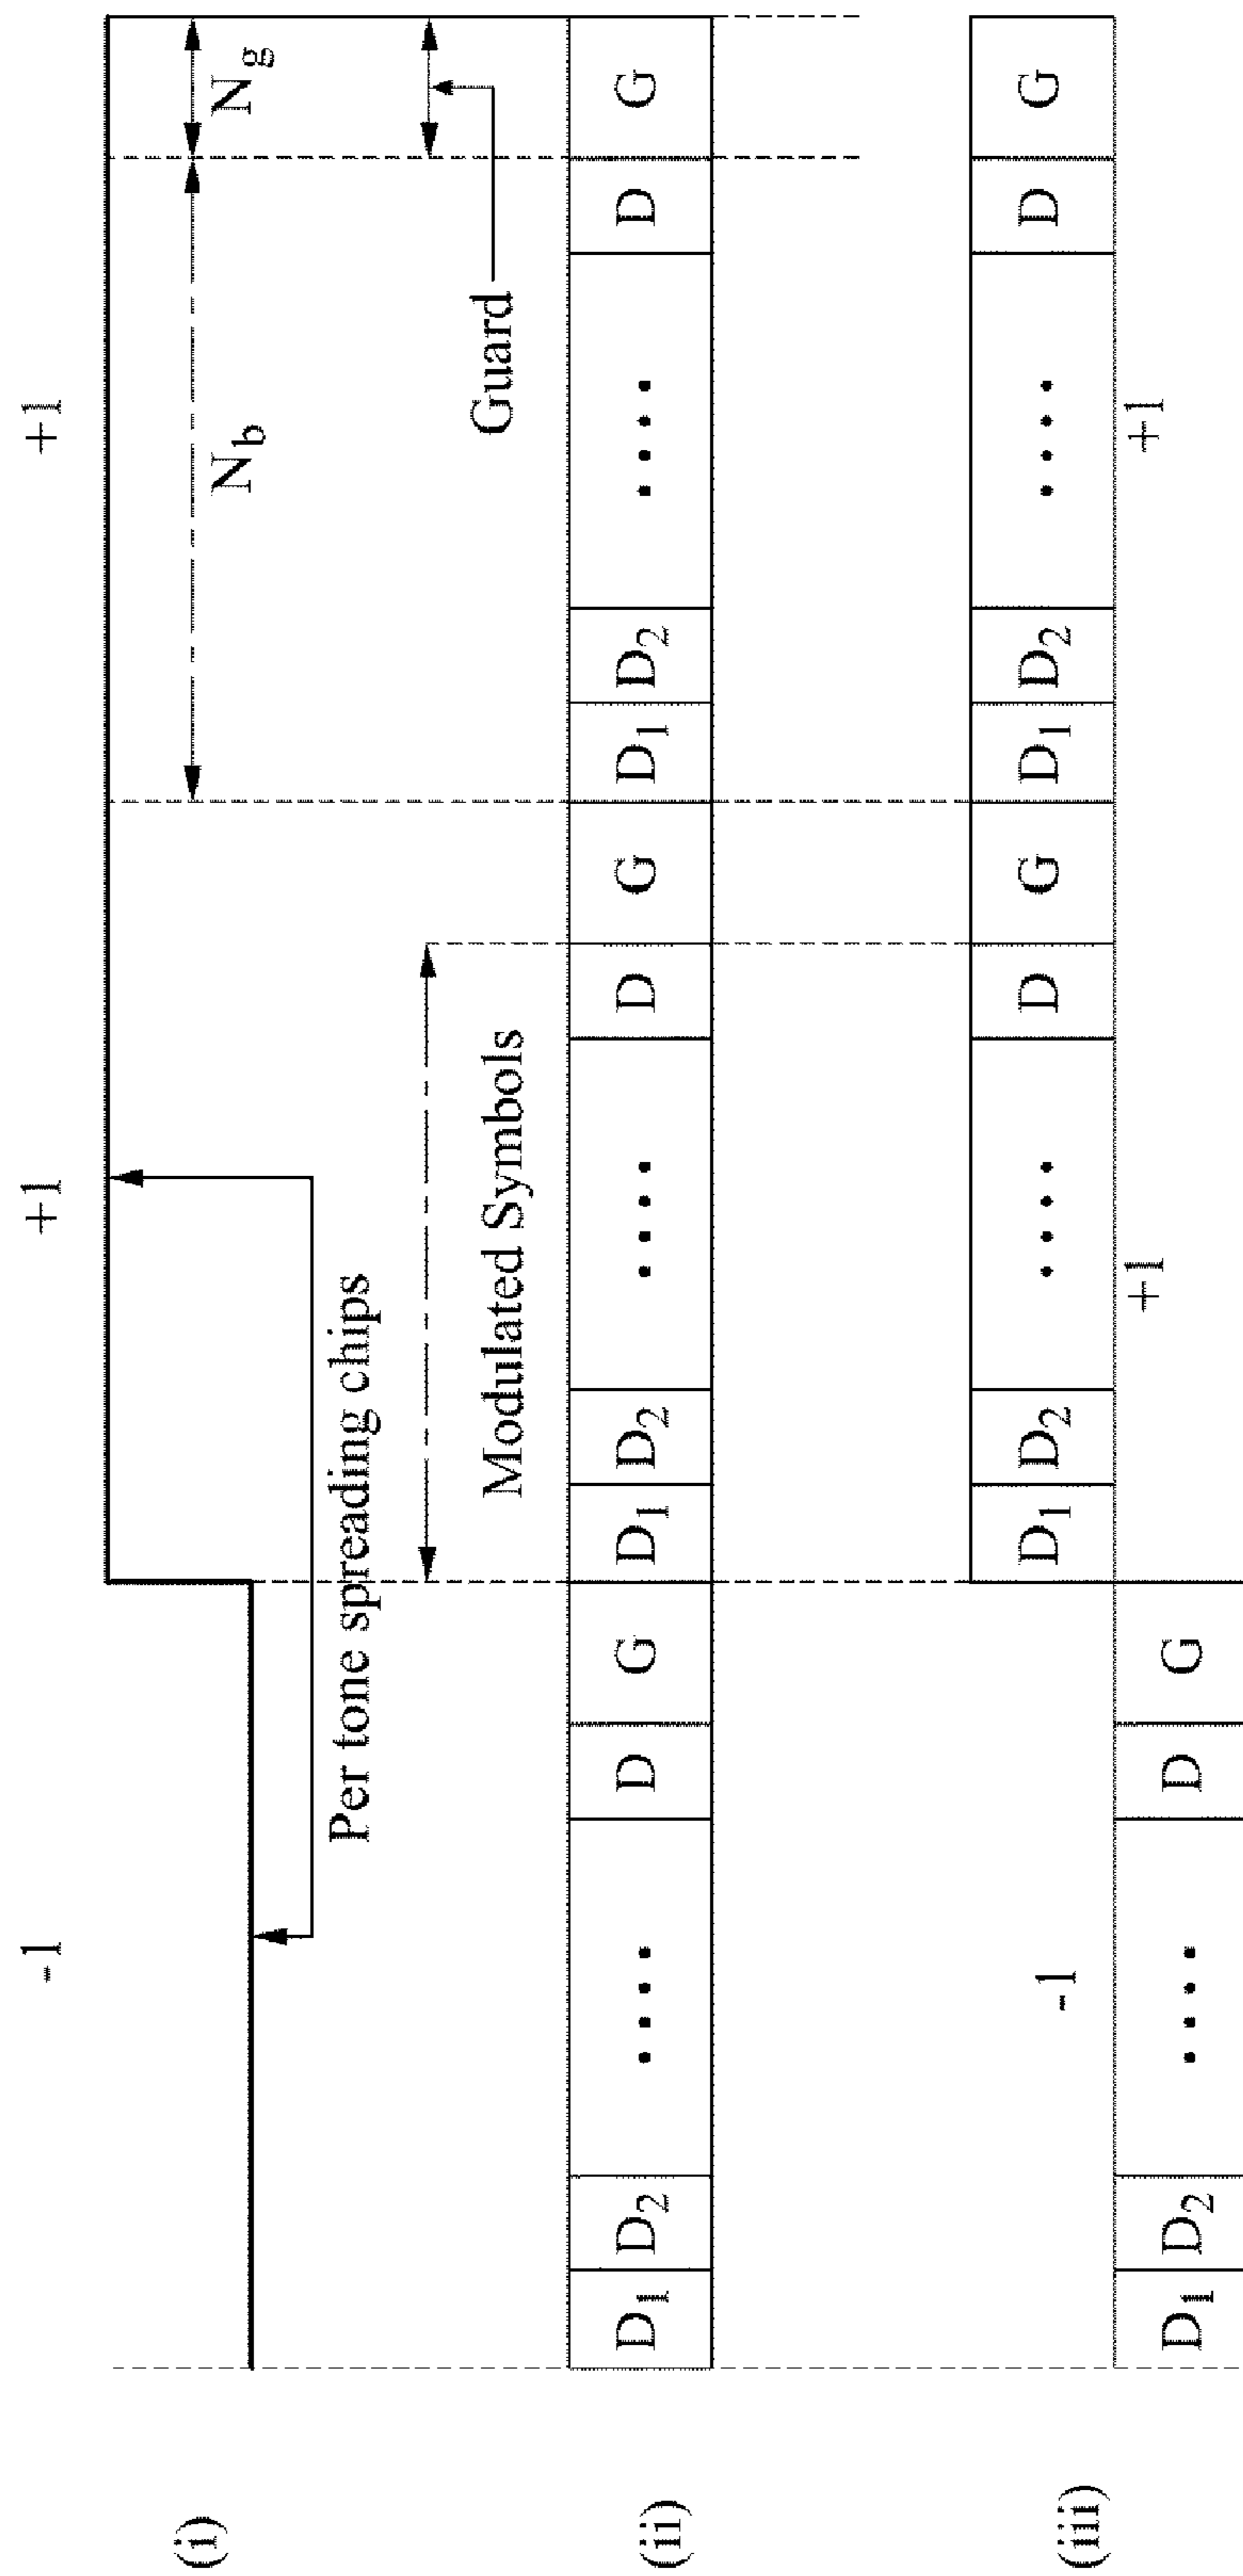 -1 +1 +1
(i)
N_b N_g
Per tone spreading chips
Modulated Symbols
Guard
(ii) D₁ D₂ .... D G D₁ D₂ .... D G D₁ D₂ .... D G
(iii) D₁ D₂ .... D G D₁ D₂ .... D G D₁ D₂ .... D G
-1 +1 +1